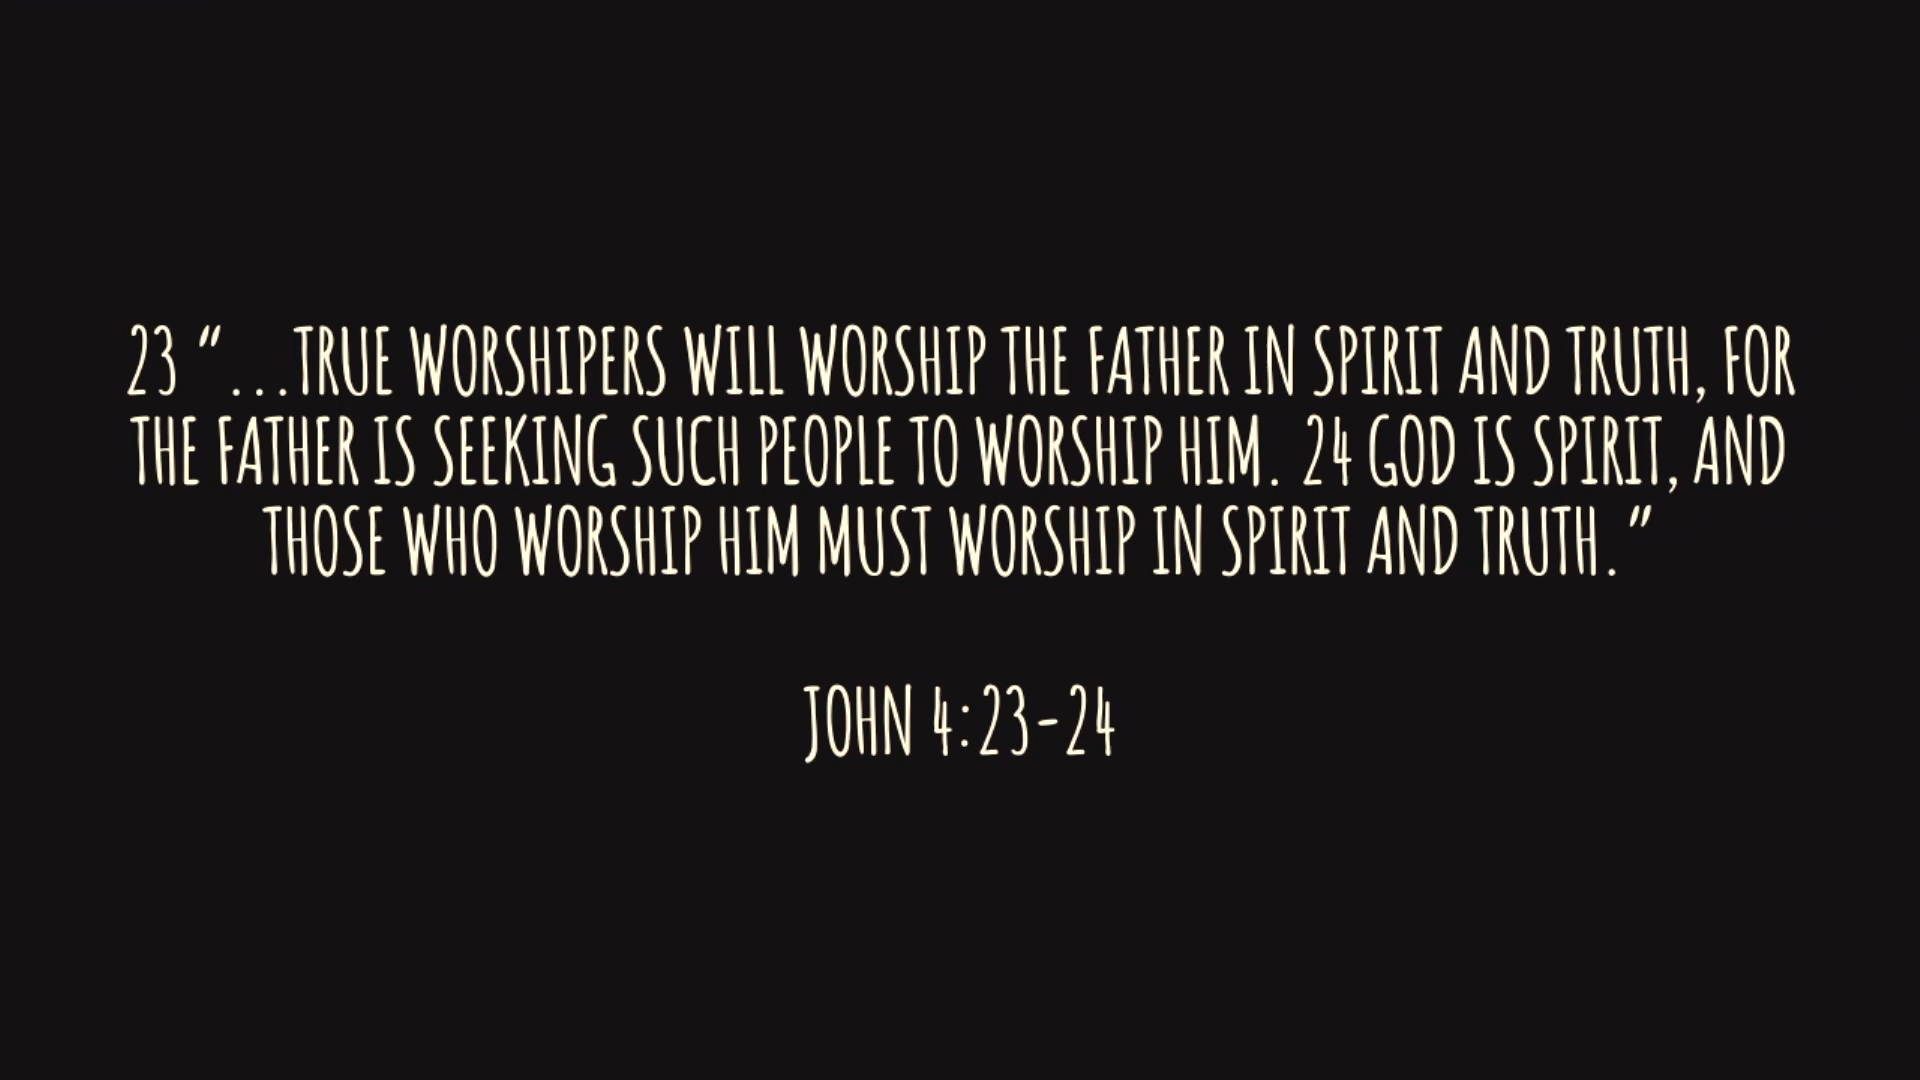 23 “...TRUE WORSHIPERS WILL WORSHIP THE FATHER IN SPIRIT AND TRUTH, FOR
THE FATHER IS SEEKING SUCH PEOPLE TO WORSHIP HIM. 24 GOD IS SPIRIT, AND
THOSE WHO WORSHIP HIM MUST WORSHIP IN SPIRIT AND TRUTH.”
JOHN 4:23-24